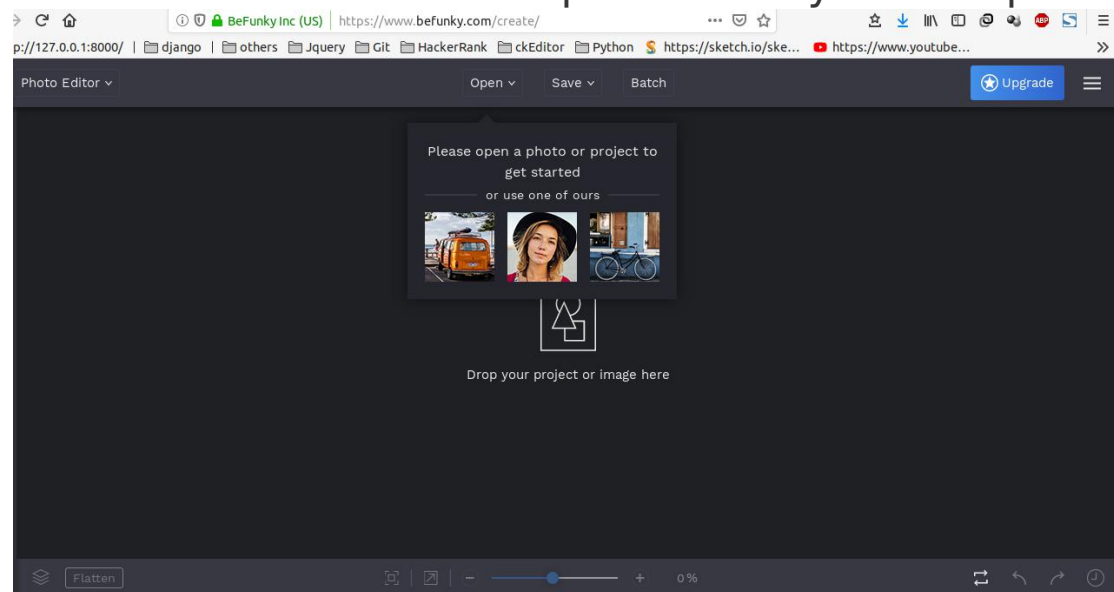 BeFunky Inc (US) https://www.befunky.com/create/
p://127.0.0.1:8000/ django others Jquery Git HackerRank ckEditor Python https://sketch.io/ske... https://www.youtube...
Photo Editor Open Save Batch Upgrade
Please open a photo or project to
get started
or use one of ours
Drop your project or image here
Flatten 0%